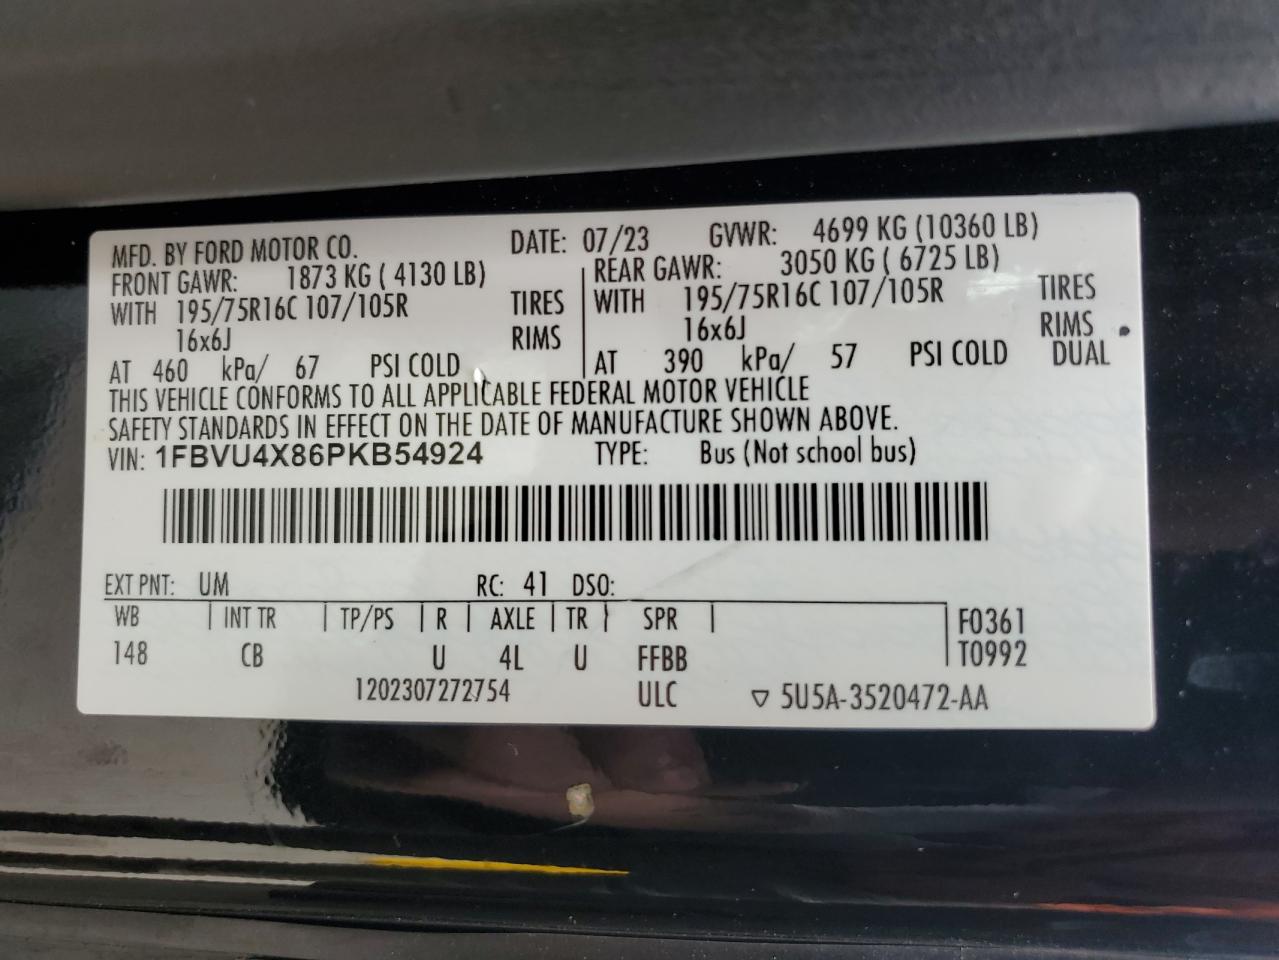 MFD. BY FORD MOTOR CO. DATE: 07/23 GVWR: 4699 KG (10360 LB)
FRONT GAWR: 1873 KG ( 4130 LB) REAR GAWR: 3050 KG ( 6725 LB)
WITH 195/75R16C 107/105R TIRES WITH 195/75R16C 107/105R TIRES
16x6J RIMS 16x6J RIMS
AT 460 kPa/ 67 PSI COLD AT 390 kPa/ 57 PSI COLD DUAL
THIS VEHICLE CONFORMS TO ALL APPLICABLE FEDERAL MOTOR VEHICLE
SAFETY STANDARDS IN EFFECT ON THE DATE OF MANUFACTURE SHOWN ABOVE.
VIN: 1FBVU4X86PKB54924 TYPE: Bus (Not school bus)
EXT PNT: UM RC: 41 DSO:
WB | INT TR | TP/PS | R | AXLE | TR | SPR | F0361
148 CB U 4L U FFBB T0992
1202307272754 ULC ▽ 5U5A-3520472-AA